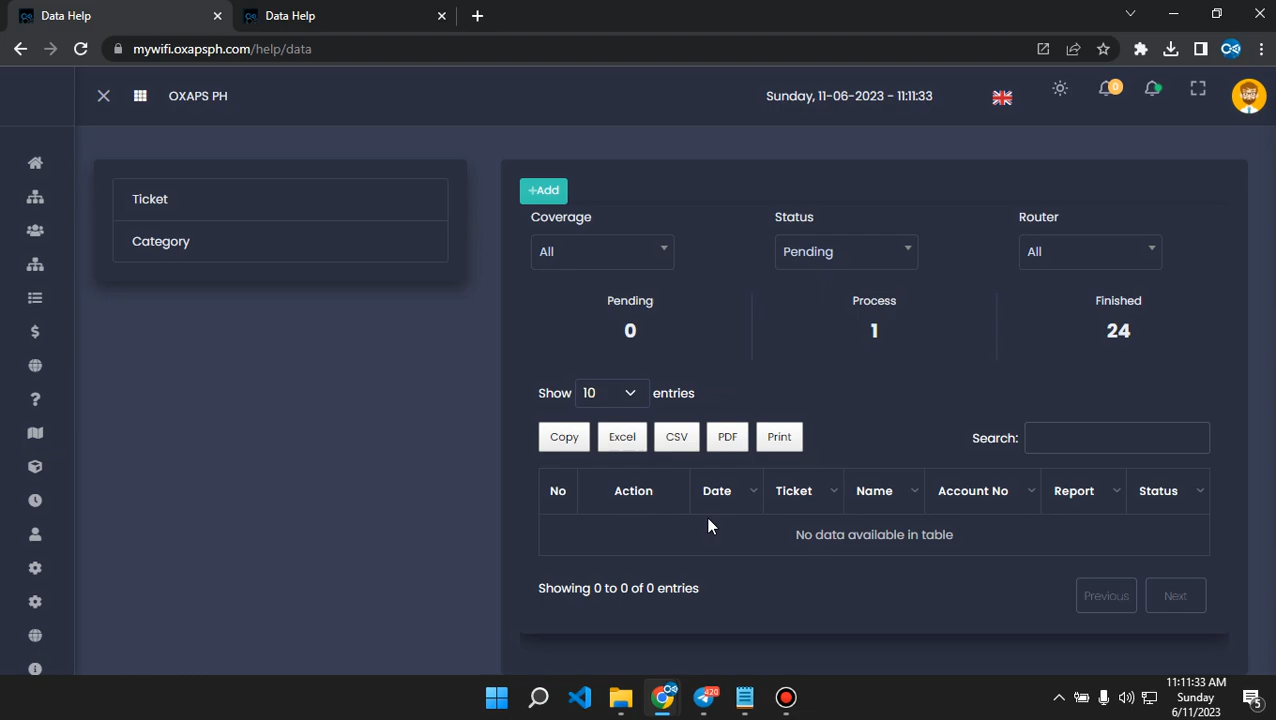 Data Help
Data Help
mywifi.oxapsph.com/help/data
OXAPS PH
Sunday, 11-06-2023 - 11:11:33
0
Ticket
Category
+Add
Coverage
Status
Router
All
Pending
All
Pending
Process
Finished
0
1
24
Show 10 entries
Copy
Excel
CSV
PDF
Print
Search:
No
Action
Date
Ticket
Name
Account No
Report
Status
No data available in table
Showing 0 to 0 of 0 entries
Previous
Next
420
11:11:33 AM
Sunday
6/11/2023
5